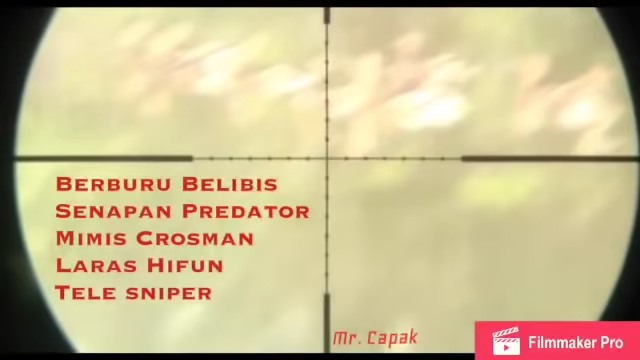 BERBURU BELIBIS
SENAPAN PREDATOR
MIMIS CROSMAN
LARAS HIFUN
TELE SNIPER
Mr. Capak
Filmmaker Pro